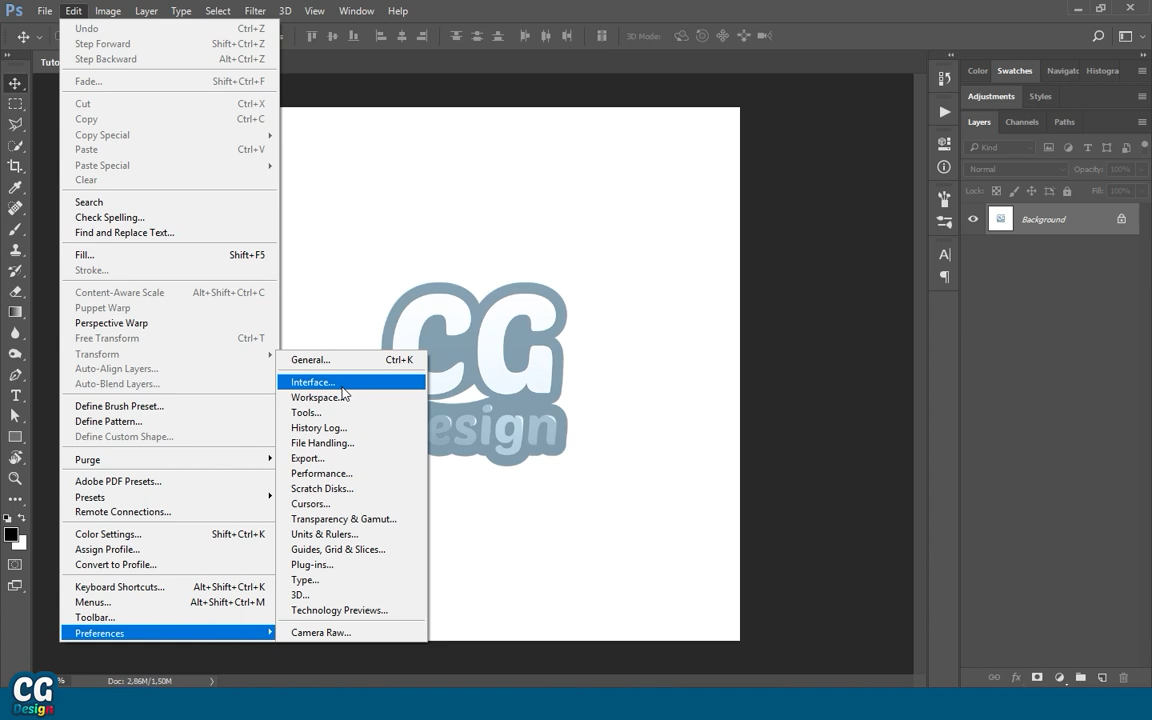 Ps File Edit Image Layer Type Select Filter 3D View Window Help
3D Mode:
Tuto
Undo Ctrl+Z
Step Forward Shift+Ctrl+Z
Step Backward Alt+Ctrl+Z
Fade... Shift+Ctrl+F
Cut Ctrl+X
Copy Ctrl+C
Copy Special
Paste Ctrl+V
Paste Special
Clear
Search
Check Spelling...
Find and Replace Text...
Fill... Shift+F5
Stroke...
Content-Aware Scale Alt+Shift+Ctrl+C
Puppet Warp
Perspective Warp
Free Transform Ctrl+T
Transform
Auto-Align Layers...
Auto-Blend Layers...
Define Brush Preset...
Define Pattern...
Define Custom Shape...
Purge
Adobe PDF Presets...
Presets
Remote Connections...
Color Settings... Shift+Ctrl+K
Assign Profile...
Convert to Profile...
Keyboard Shortcuts... Alt+Shift+Ctrl+K
Menus... Alt+Shift+Ctrl+M
Toolbar...
Preferences
General... Ctrl+K
Interface...
Workspace...
Tools...
History Log...
File Handling...
Export...
Performance...
Scratch Disks...
Cursors...
Transparency & Gamut...
Units & Rulers...
Guides, Grid & Slices...
Plug-ins...
Type...
3D...
Technology Previews...
Camera Raw...
CG
esign
Color Swatches Navigat Histogra
Adjustments Styles
Layers Channels Paths
Kind
Normal Opacity: 100%
Lock: Fill: 100%
Background
% Doc: 2,86M/1,50M
CG
Design